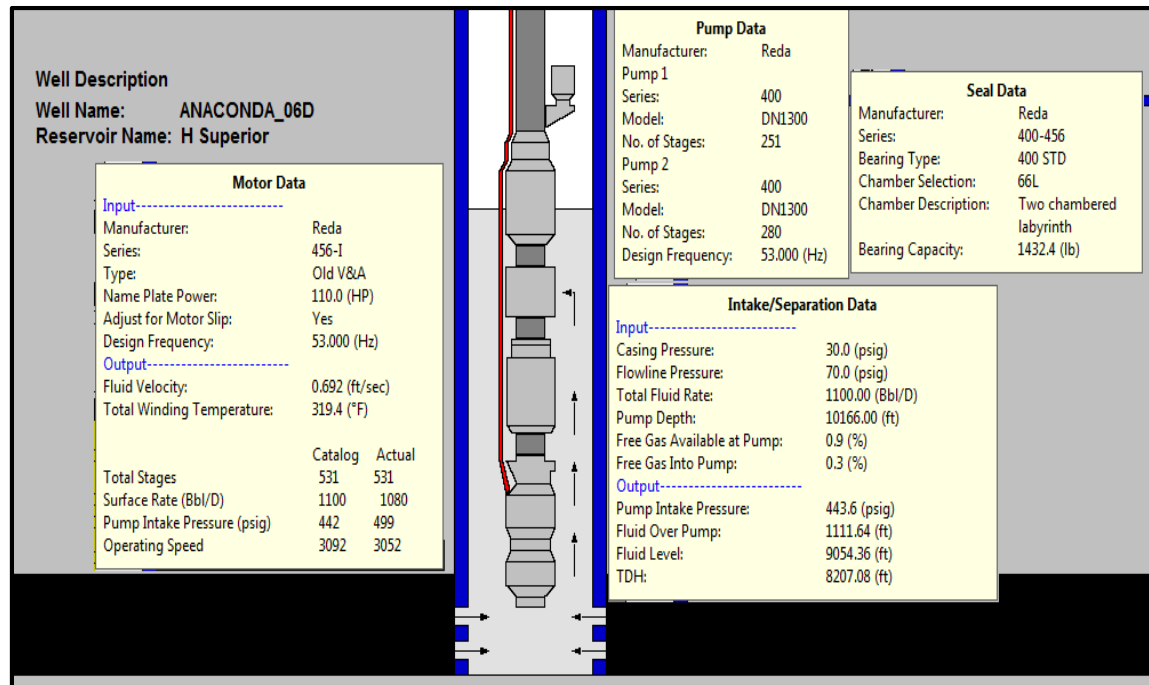 Well Description
Well Name: ANACONDA_06D
Reservoir Name: H Superior
Motor Data
Input--------------------------
Manufacturer: Reda
Series: 456-I
Type: Old V&A
Name Plate Power: 110.0 (HP)
Adjust for Motor Slip: Yes
Design Frequency: 53.000 (Hz)
Output-------------------------
Fluid Velocity: 0.692 (ft/sec)
Total Winding Temperature: 319.4 (°F)
Catalog Actual
Total Stages 531 531
Surface Rate (Bbl/D) 1100 1080
Pump Intake Pressure (psig) 442 499
Operating Speed 3092 3052
Pump Data
Manufacturer: Reda
Pump 1
Series: 400
Model: DN1300
No. of Stages: 251
Pump 2
Series: 400
Model: DN1300
No. of Stages: 280
Design Frequency: 53.000 (Hz)
Seal Data
Manufacturer: Reda
Series: 400-456
Bearing Type: 400 STD
Chamber Selection: 66L
Chamber Description: Two chambered
labyrinth
Bearing Capacity: 1432.4 (lb)
Intake/Separation Data
Input--------------------------
Casing Pressure: 30.0 (psig)
Flowline Pressure: 70.0 (psig)
Total Fluid Rate: 1100.00 (Bbl/D)
Pump Depth: 10166.00 (ft)
Free Gas Available at Pump: 0.9 (%)
Free Gas Into Pump: 0.3 (%)
Output-------------------------
Pump Intake Pressure: 443.6 (psig)
Fluid Over Pump: 1111.64 (ft)
Fluid Level: 9054.36 (ft)
TDH: 8207.08 (ft)